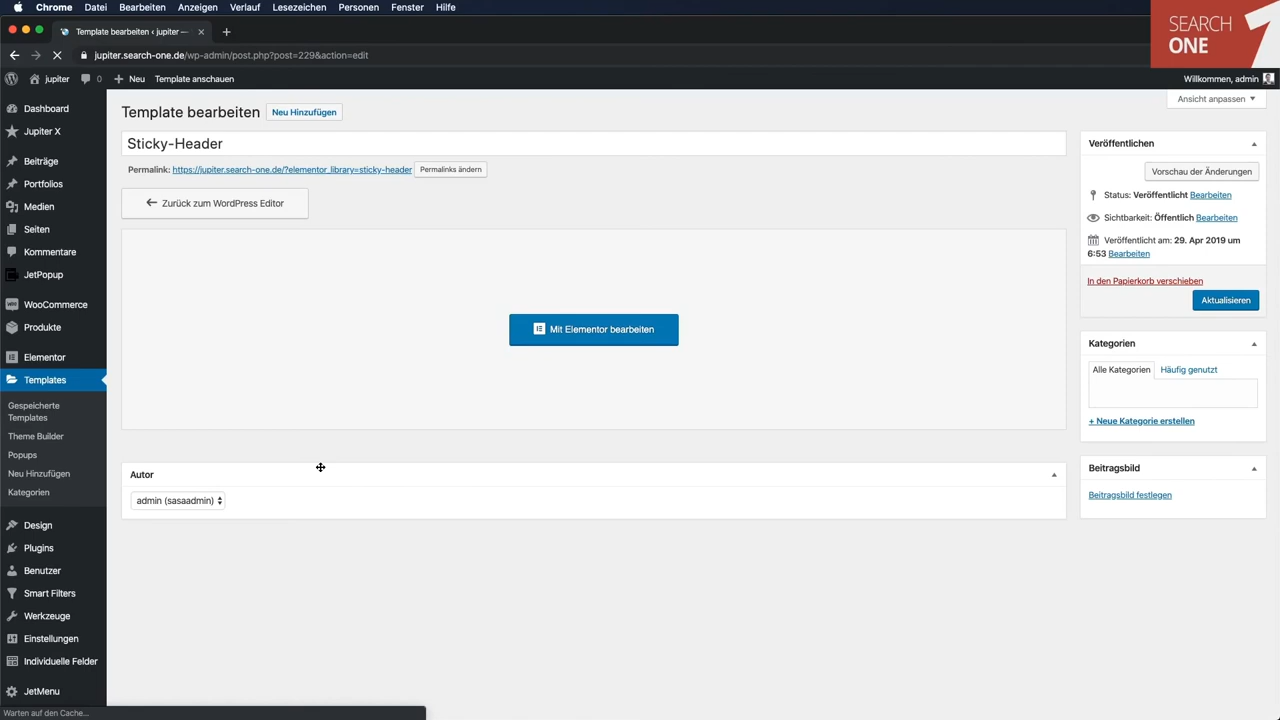 Chrome Datei Bearbeiten Anzeigen Verlauf Lesezeichen Personen Fenster Hilfe
SEARCH
ONE
Template bearbeiten ‹ jupiter —
jupiter.search-one.de/wp-admin/post.php?post=229&action=edit
jupiter 0 Neu Template anschauen Willkommen, admin
Ansicht anpassen
Dashboard
Jupiter X
Beiträge
Portfolios
Medien
Seiten
Kommentare
JetPopup
WooCommerce
Produkte
Elementor
Templates
Gespeicherte
Templates
Theme Builder
Popups
Neu Hinzufügen
Kategorien
Design
Plugins
Benutzer
Smart Filters
Werkzeuge
Einstellungen
Individuelle Felder
JetMenu
Warten auf den Cache...
Template bearbeiten Neu Hinzufügen
Sticky-Header
Permalink: https://jupiter.search-one.de/?elementor_library=sticky-header Permalinks ändern
← Zurück zum WordPress Editor
Mit Elementor bearbeiten
Autor
admin (sasaadmin)
Veröffentlichen
Vorschau der Änderungen
Status: Veröffentlicht Bearbeiten
Sichtbarkeit: Öffentlich Bearbeiten
Veröffentlicht am: 29. Apr 2019 um
6:53 Bearbeiten
In den Papierkorb verschieben
Aktualisieren
Kategorien
Alle Kategorien Häufig genutzt
+ Neue Kategorie erstellen
Beitragsbild
Beitragsbild festlegen